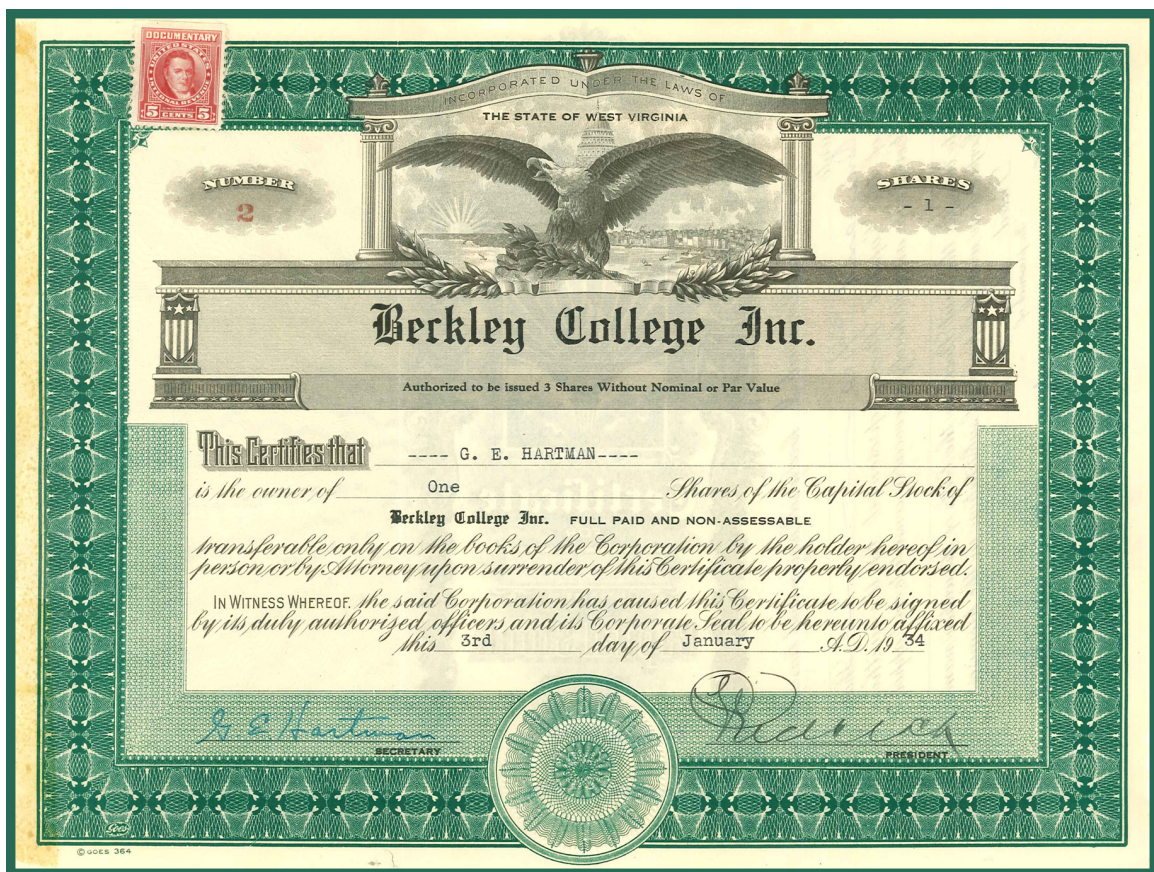 DOCUMENTARY
UNITED STATES
INTERNAL REVENUE
5 CENTS 5
INCORPORATED UNDER THE LAWS OF
THE STATE OF WEST VIRGINIA
NUMBER
2
SHARES
- 1 -
Beckley College Inc.
Authorized to be issued 3 Shares Without Nominal or Par Value
This Certifies that ---- G. E. HARTMAN----
is the owner of One Shares of the Capital Stock of
Beckley College Inc. FULL PAID AND NON-ASSESSABLE
transferable only on the books of the Corporation by the holder hereof in
person or by Attorney upon surrender of this Certificate properly endorsed.
IN WITNESS WHEREOF, the said Corporation has caused this Certificate to be signed
by its duly authorized officers and its Corporate Seal to be hereunto affixed
this 3rd day of January A.D. 19 34
G E Hartman
SECRETARY
PRESIDENT
GOES
© GOES 364